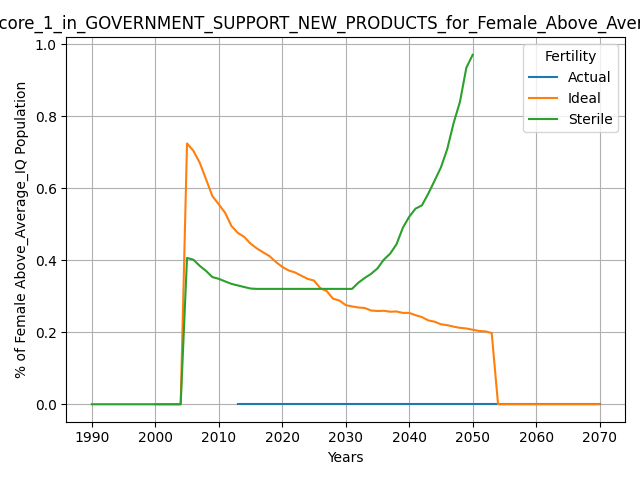 core_1_in_GOVERNMENT_SUPPORT_NEW_PRODUCTS_for_Female_Above_Aver
1.0
0.8
0.6
0.4
0.2
0.0
% of Female Above_Average_IQ Population
Fertility
Actual
Ideal
Sterile
1990 2000 2010 2020 2030 2040 2050 2060 2070
Years